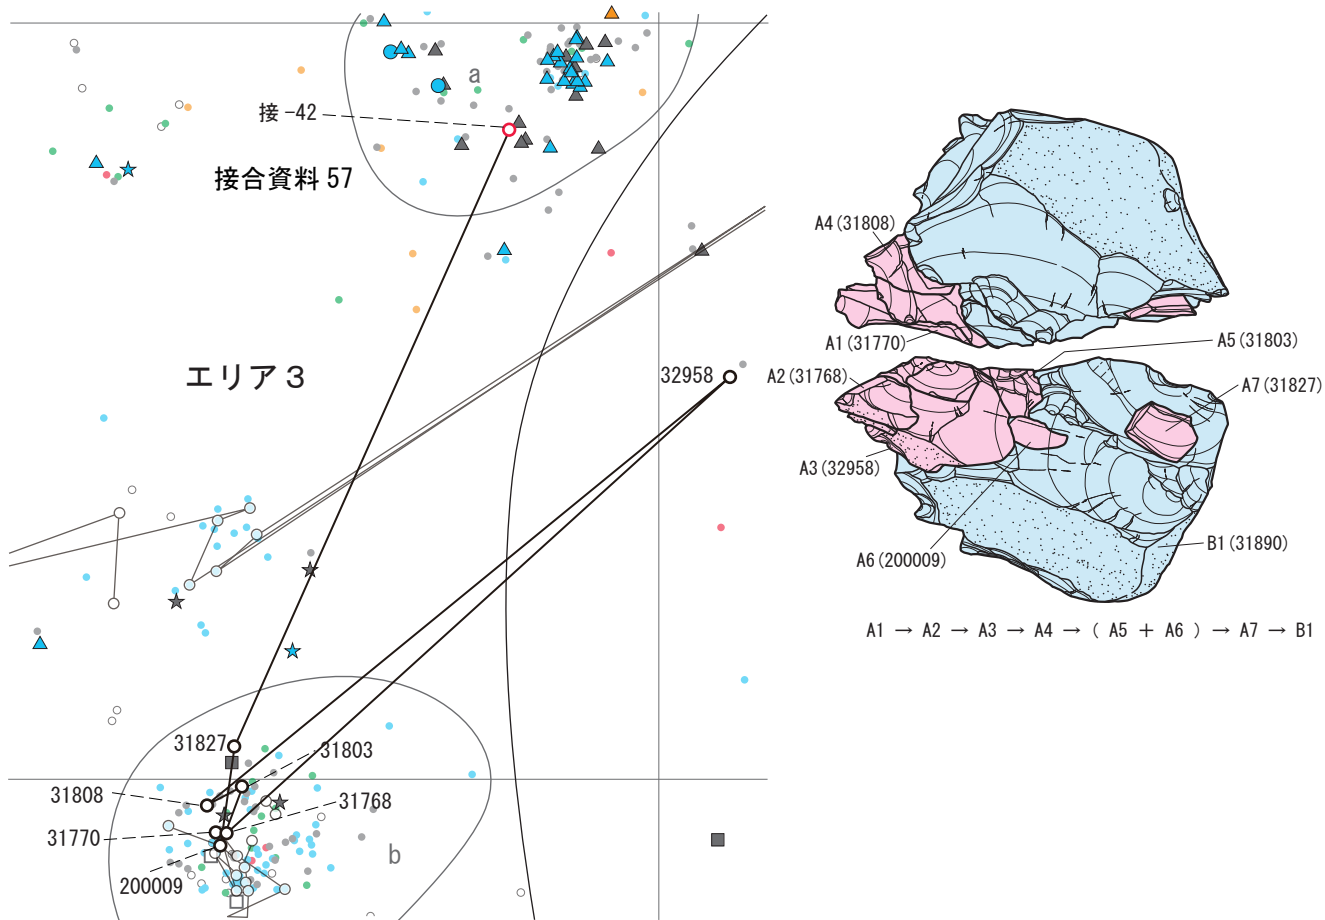 a
接-42
接合資料 57
エリア 3
32958
31827
31803
31808
31768
31770
200009
b
A4(31808)
A1(31770)
A5(31803)
A2(31768)
A7(31827)
A3(32958)
A6(200009)
B1(31890)
A1 → A2 → A3 → A4 → ( A5 + A6 ) → A7 → B1